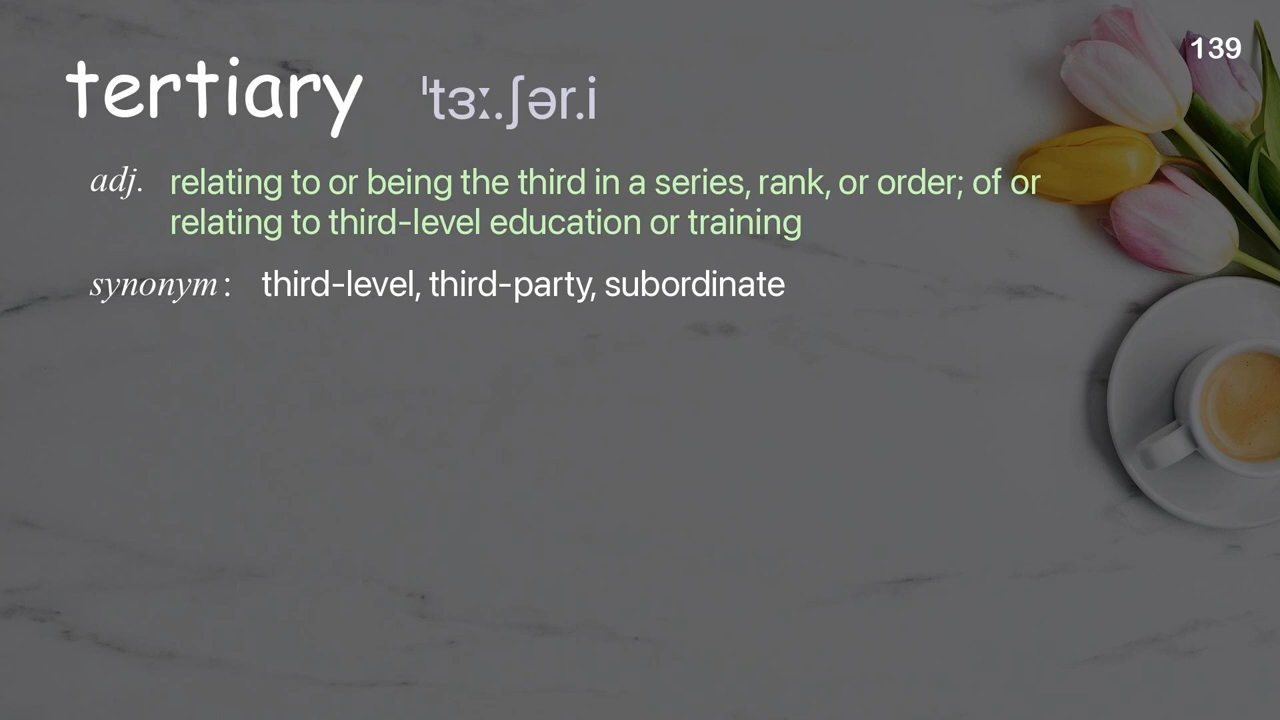 139
tertiary ˈtɜː.ʃər.i
adj. relating to or being the third in a series, rank, or order; of or
relating to third-level education or training
synonym: third-level, third-party, subordinate